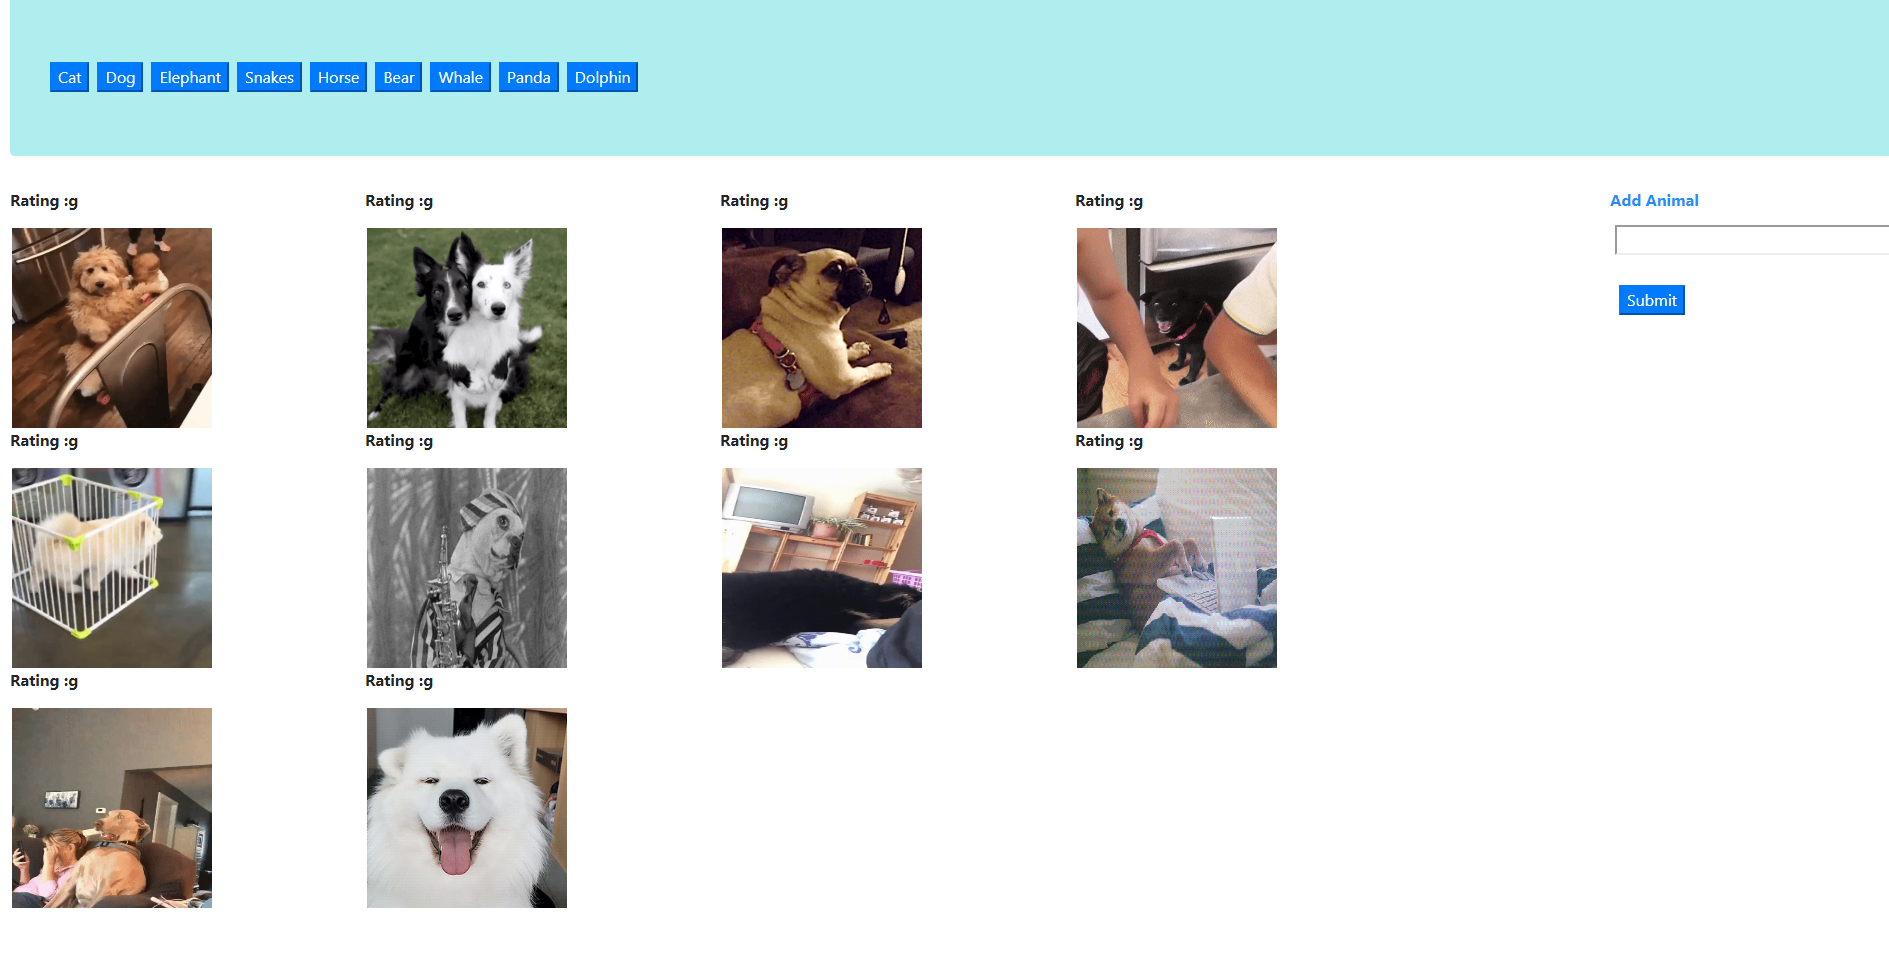 Cat Dog Elephant Snakes Horse Bear Whale Panda Dolphin
Rating :g Rating :g Rating :g Rating :g Add Animal
Submit
Rating :g Rating :g Rating :g Rating :g
Rating :g Rating :g